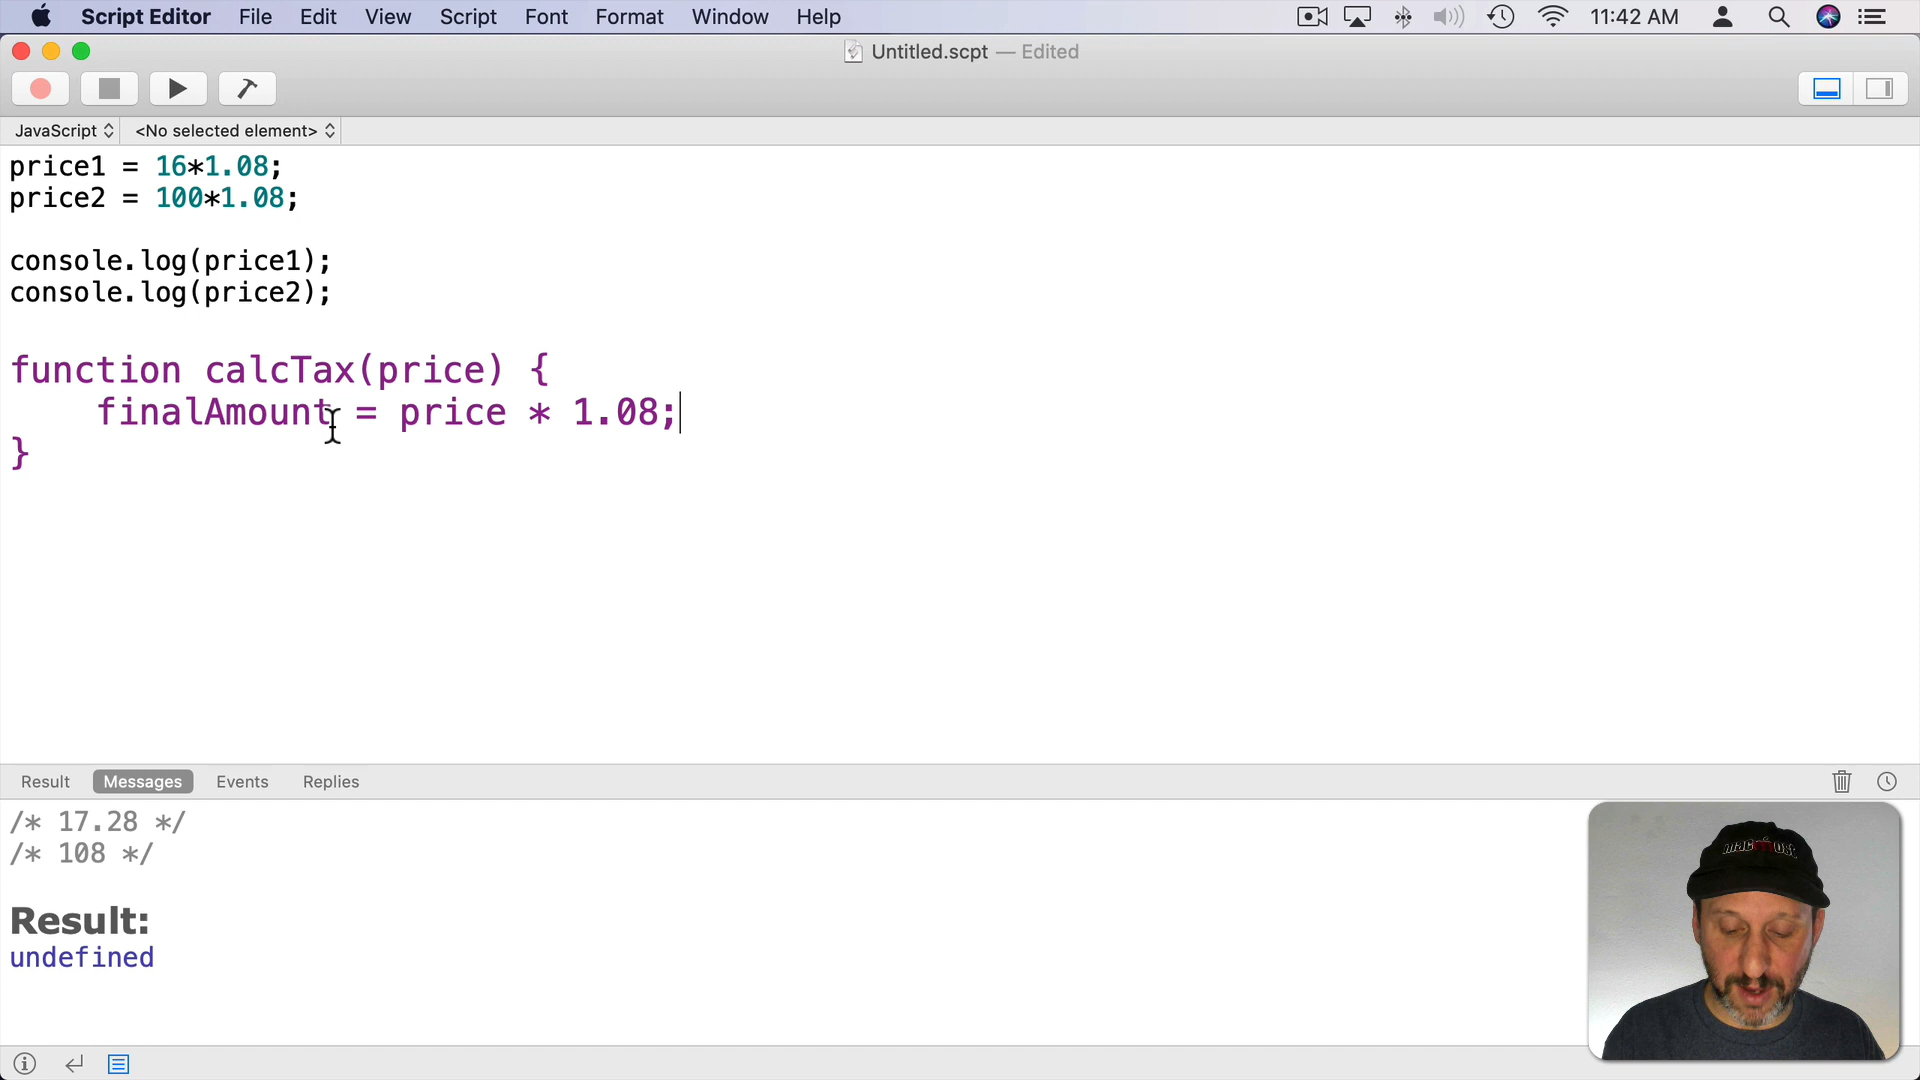 Script Editor File Edit View Script Font Format Window Help 11:42 AM
Untitled.scpt — Edited
JavaScript <No selected element>
price1 = 16*1.08;
price2 = 100*1.08;
console.log(price1);
console.log(price2);
function calcTax(price) {
finalAmount = price * 1.08;
}
Result Messages Events Replies
/* 17.28 */
/* 108 */
Result:
undefined
macmost